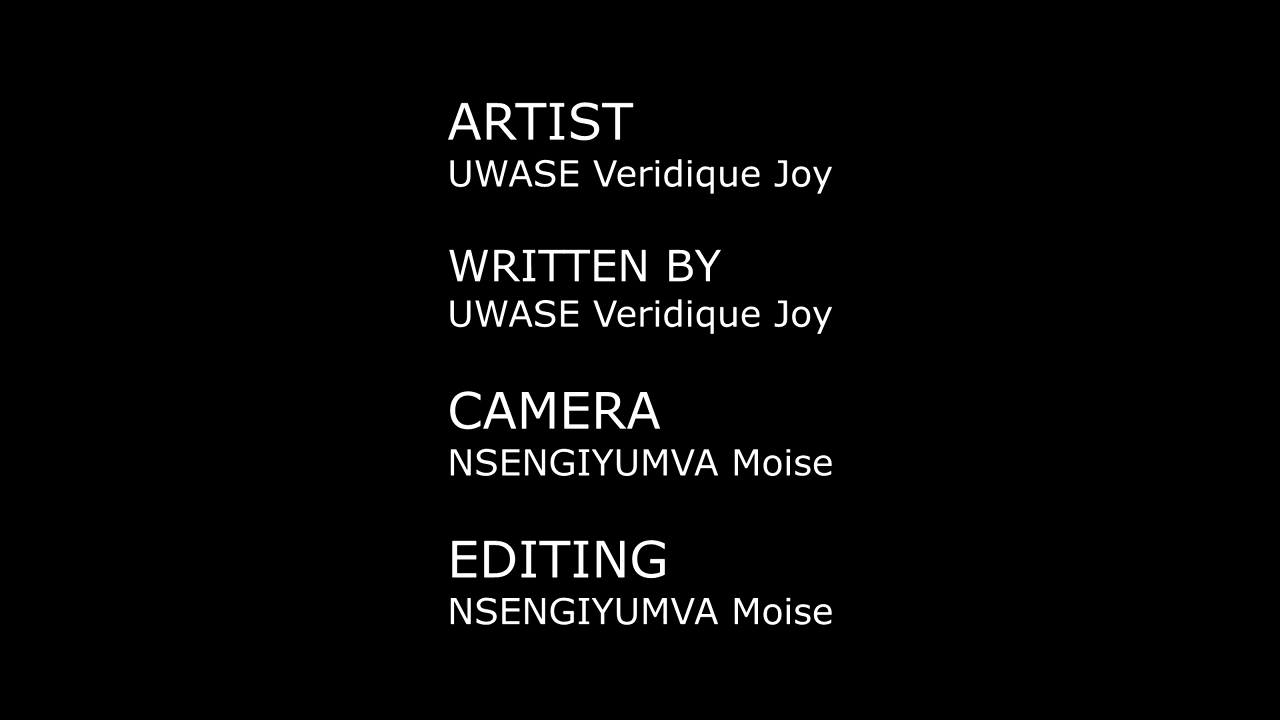 ARTIST
UWASE Veridique Joy
WRITTEN BY
UWASE Veridique Joy
CAMERA
NSENGIYUMVA Moise
EDITING
NSENGIYUMVA Moise